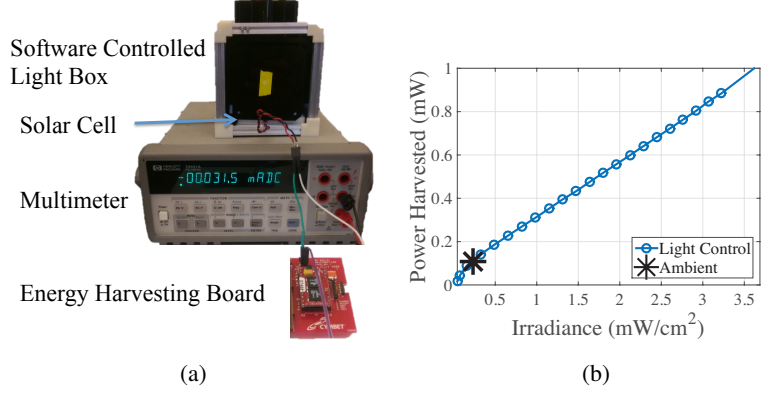 Software Controlled
Light Box
Solar Cell
Multimeter
Energy Harvesting Board
-00.031.5 mADC
CYMBET
(a)
Power Harvested (mW)
1
0.8
0.6
0.4
0.2
0
0.5
1
1.5
2
2.5
3
3.5
Irradiance (mW/cm²)
Light Control
Ambient
(b)